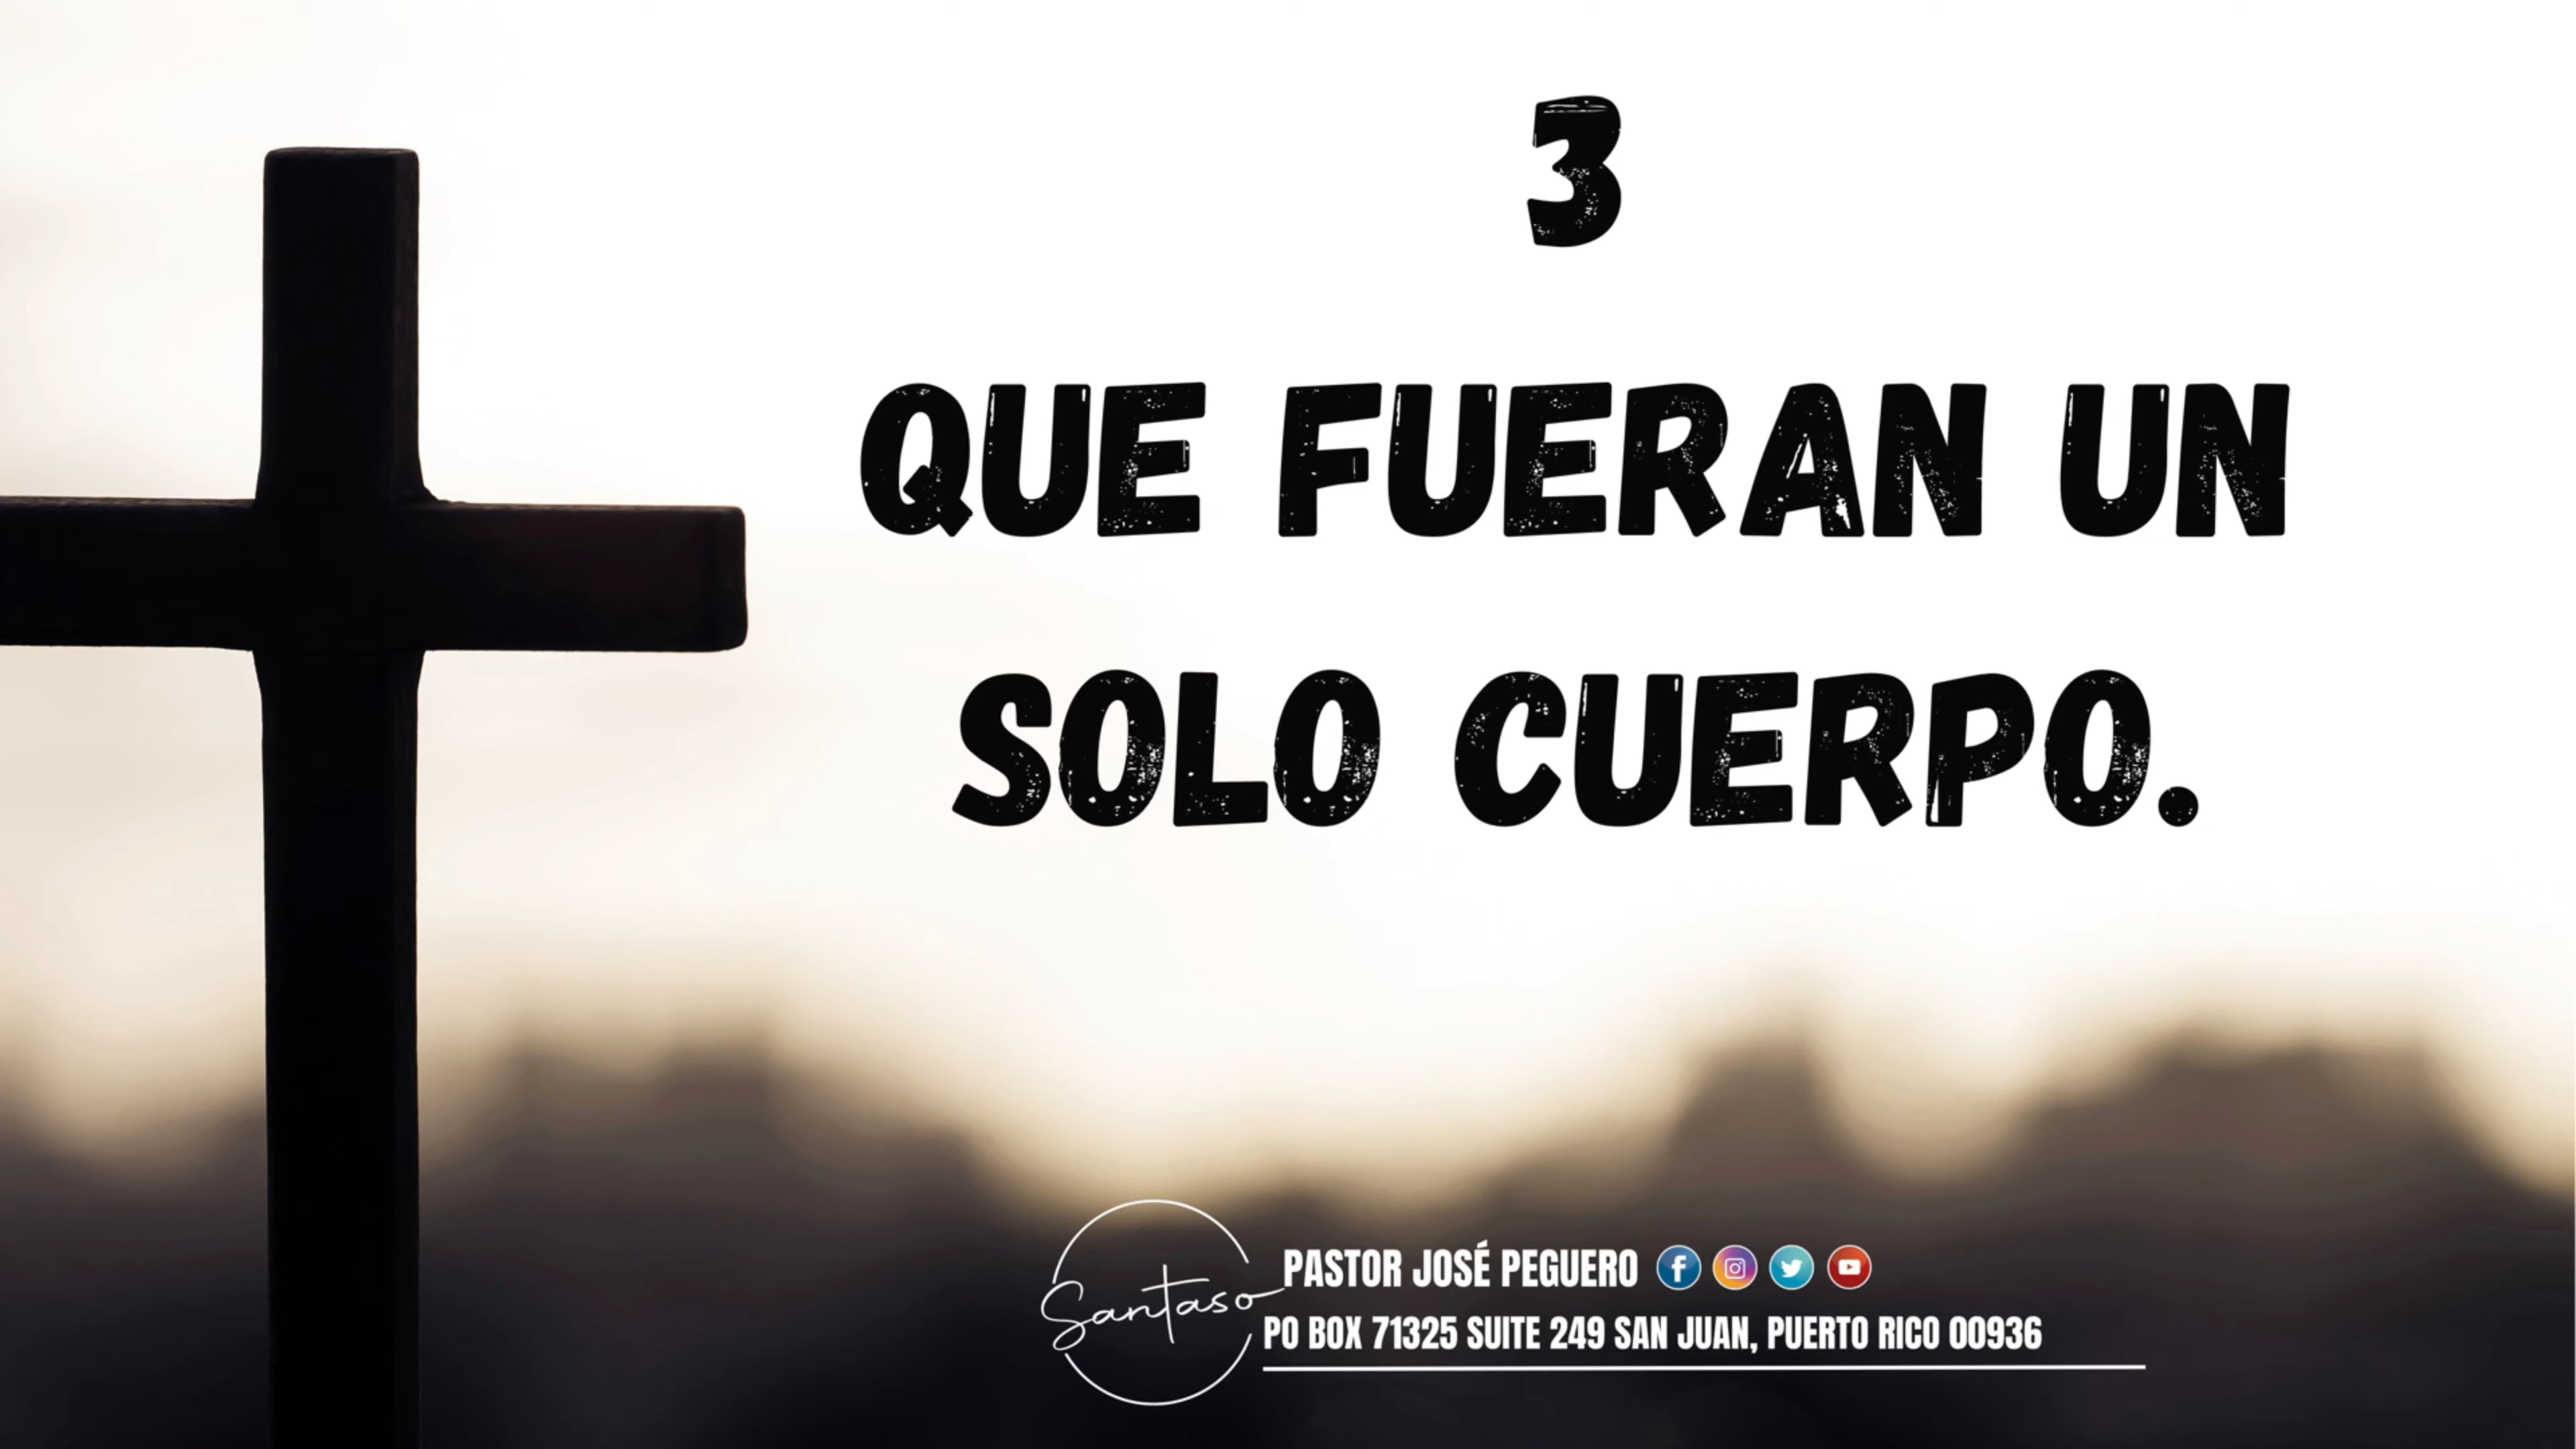 3
QUE FUERAN UN
SOLO CUERPO.
Santaso
PASTOR JOSÉ PEGUERO
PO BOX 71325 SUITE 249 SAN JUAN, PUERTO RICO 00936